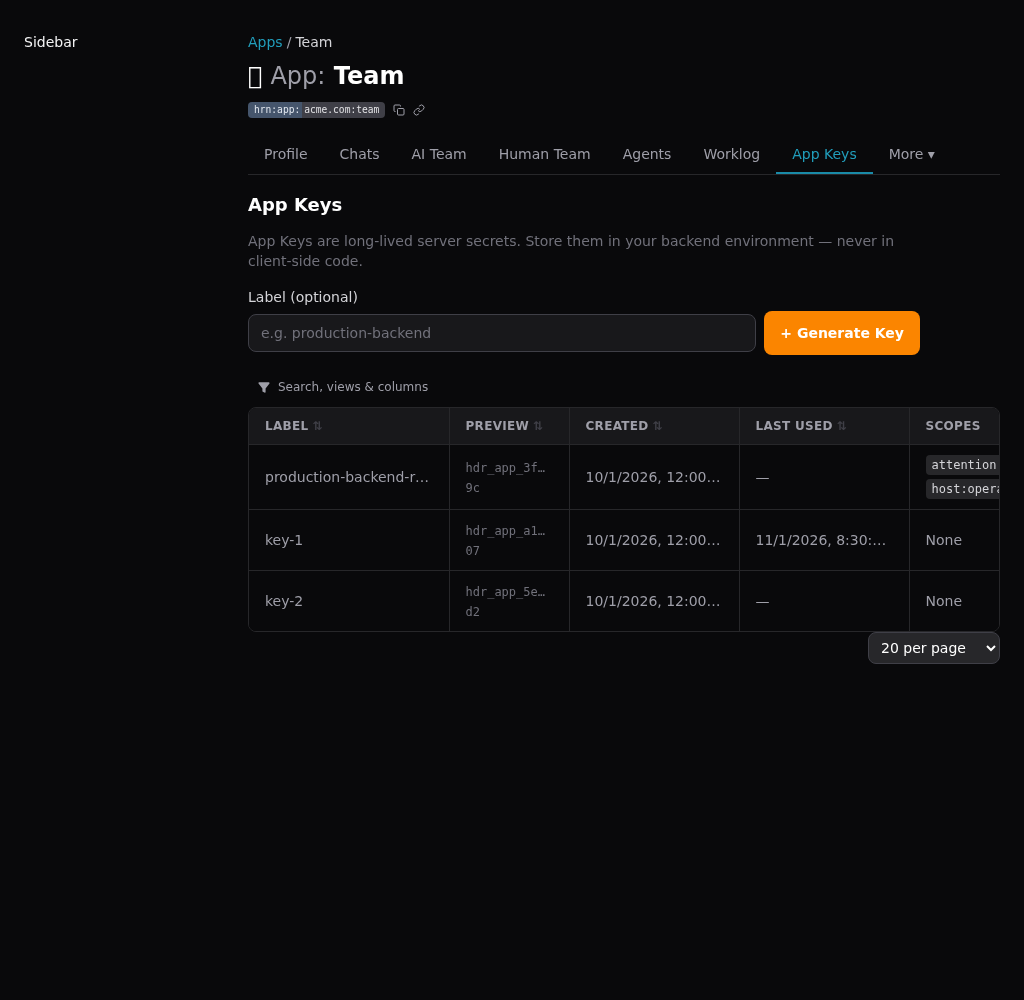 Sidebar
Apps / Team
App: Team
hrn:app: acme.com:team
Profile Chats AI Team Human Team Agents Worklog App Keys More ▾
App Keys
App Keys are long-lived server secrets. Store them in your backend environment — never in
client-side code.
Label (optional)
e.g. production-backend
+ Generate Key
Search, views & columns
LABEL ⇅ PREVIEW ⇅ CREATED ⇅ LAST USED ⇅ SCOPES
production-backend-r… hdr_app_3f… 10/1/2026, 12:00… — attention
9c host:opera
key-1 hdr_app_a1… 10/1/2026, 12:00… 11/1/2026, 8:30:… None
07
key-2 hdr_app_5e… 10/1/2026, 12:00… — None
d2
20 per page